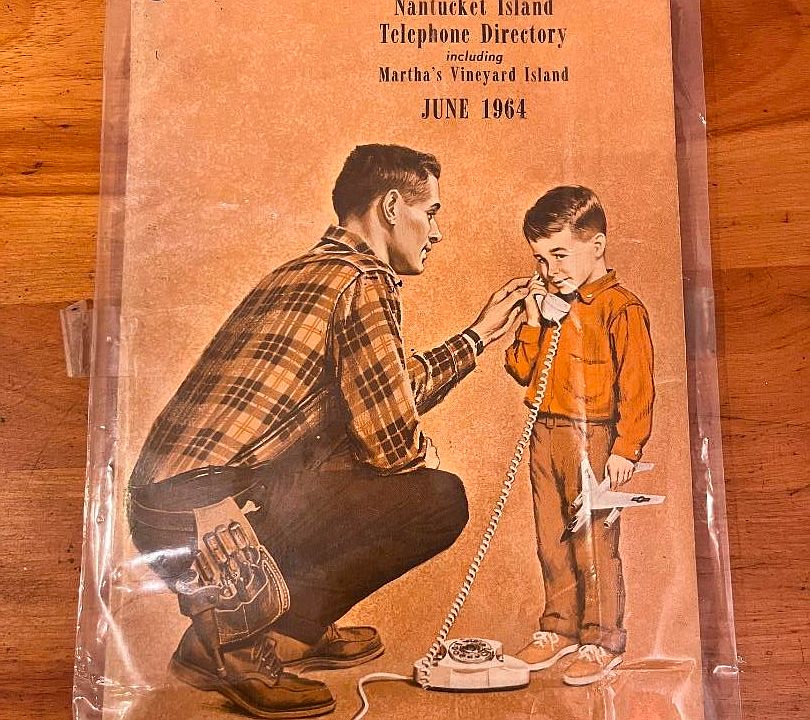 Nantucket Island
Telephone Directory
including
Martha's Vineyard Island
JUNE 1964